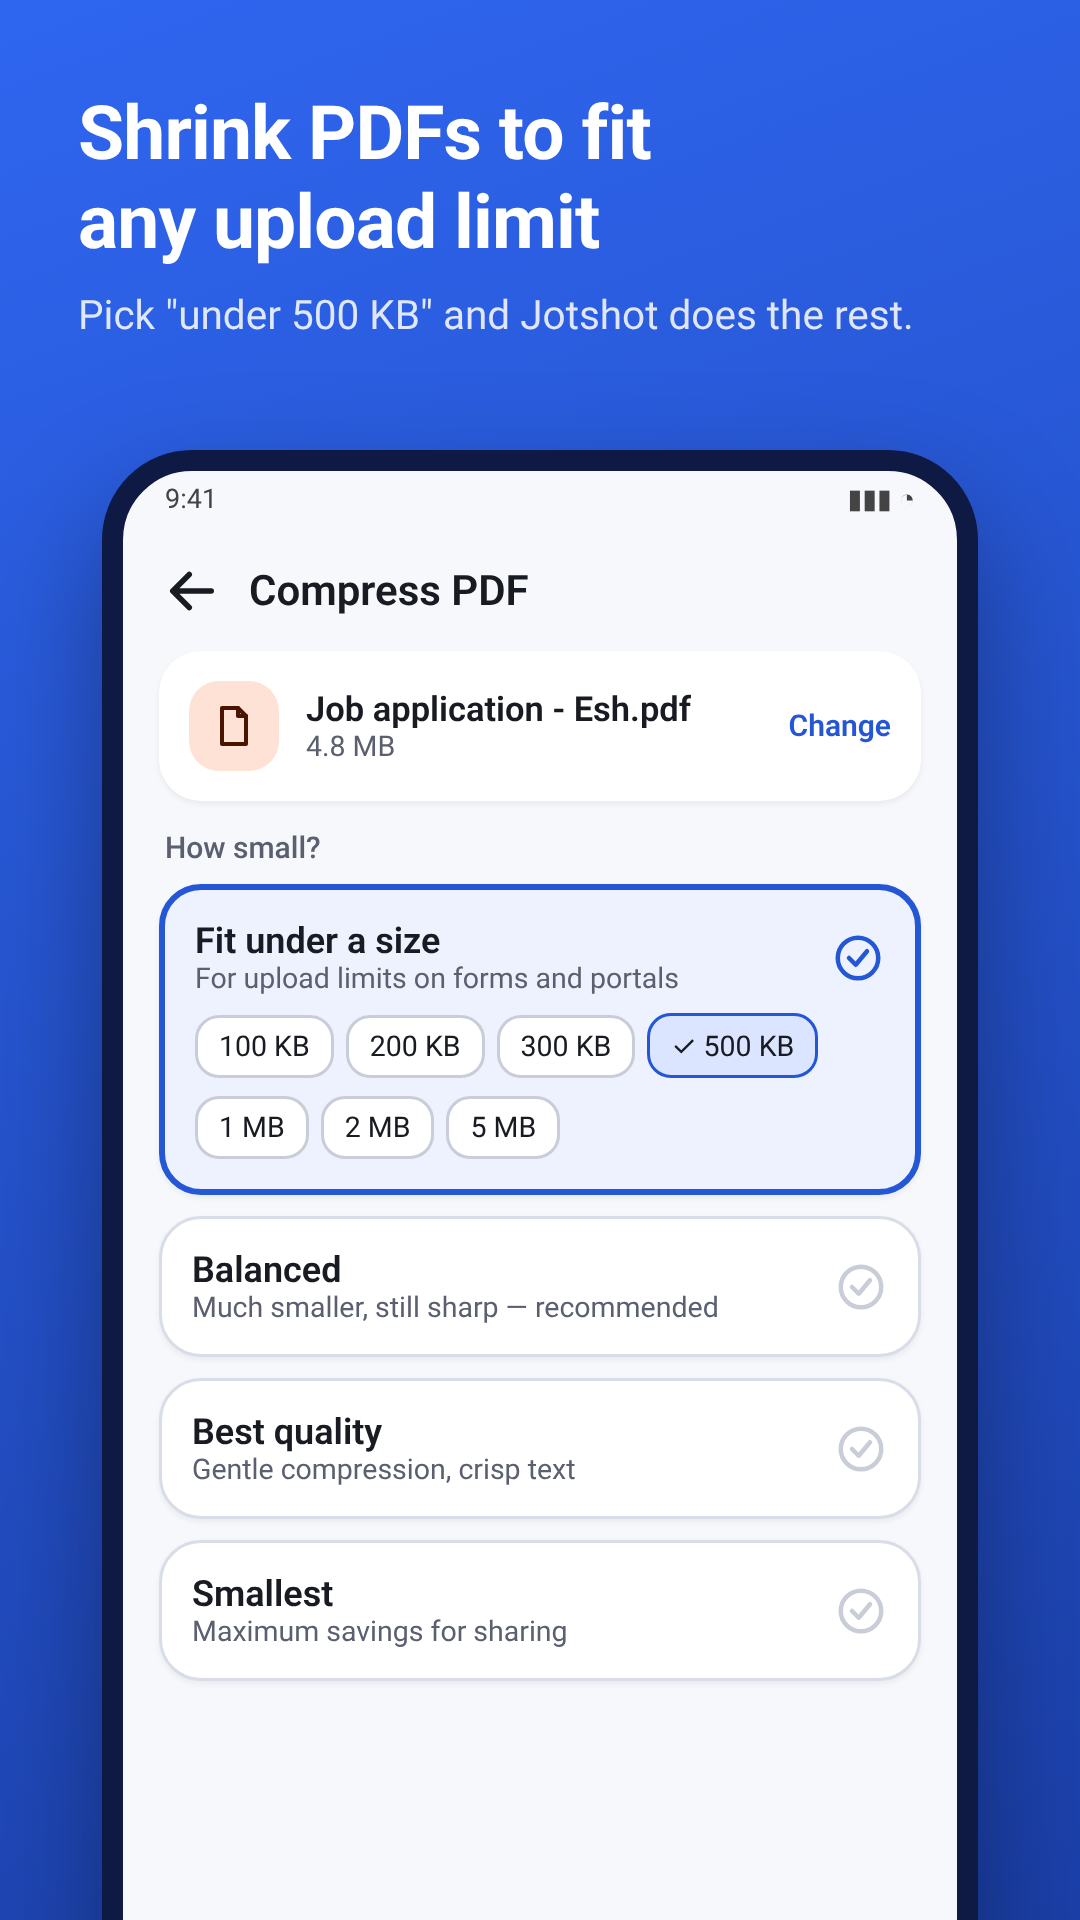 Shrink PDFs to fit
any upload limit
Pick "under 500 KB" and Jotshot does the rest.
9:41
Compress PDF
Job application - Esh.pdf
4.8 MB
Change
How small?
Fit under a size
For upload limits on forms and portals
100 KB
200 KB
300 KB
500 KB
1 MB
2 MB
5 MB
Balanced
Much smaller, still sharp — recommended
Best quality
Gentle compression, crisp text
Smallest
Maximum savings for sharing